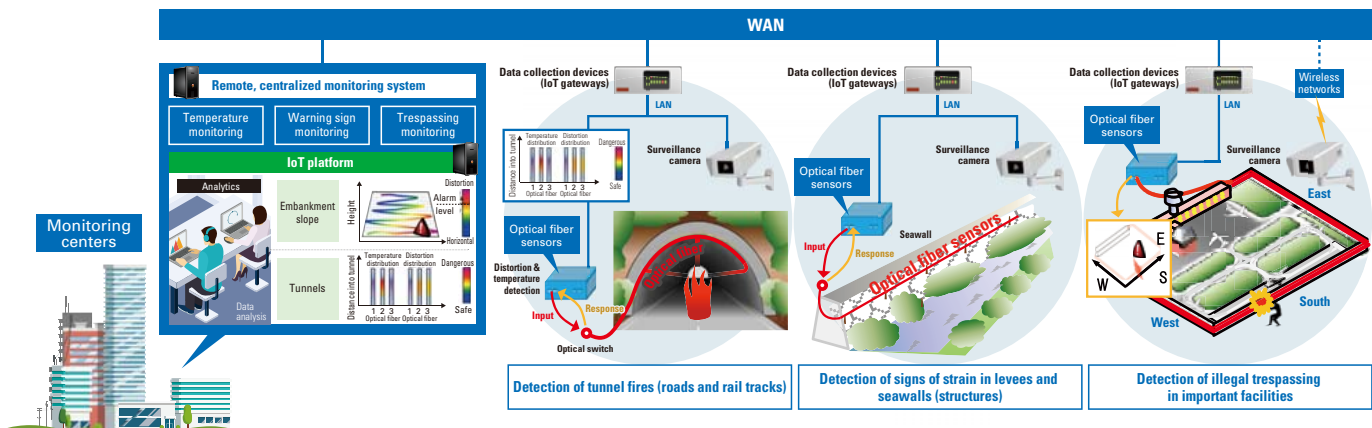 WAN
Remote, centralized monitoring system
Temperature
monitoring
Warning sign
monitoring
Trespassing
monitoring
IoT platform
Analytics
Data
analysis
Embankment
slope
Height
Distortion
Alarm
level
Horizontal
Tunnels
Distance into tunnel
Temperature
distribution
Distortion
distribution
1 2 3 1 2 3
Optical fiber Optical fiber
Dangerous
Safe
Monitoring
centers
Data collection devices
(IoT gateways)
LAN
Distance into tunnel
Temperature
distribution
Distortion
distribution
1 2 3 1 2 3
Optical fiber Optical fiber
Dangerous
Safe
Surveillance
camera
Optical fiber
sensors
Distortion &
temperature
detection
Input
Response
Optical switch
Optical fiber
Detection of tunnel fires (roads and rail tracks)
Data collection devices
(IoT gateways)
LAN
Surveillance
camera
Optical fiber
sensors
Input
Response
Seawall
Optical fiber sensors
Detection of signs of strain in levees and
seawalls (structures)
Data collection devices
(IoT gateways)
LAN
Wireless
networks
Optical fiber
sensors
Surveillance
camera
East
E
S
W
South
West
Detection of illegal trespassing
in important facilities